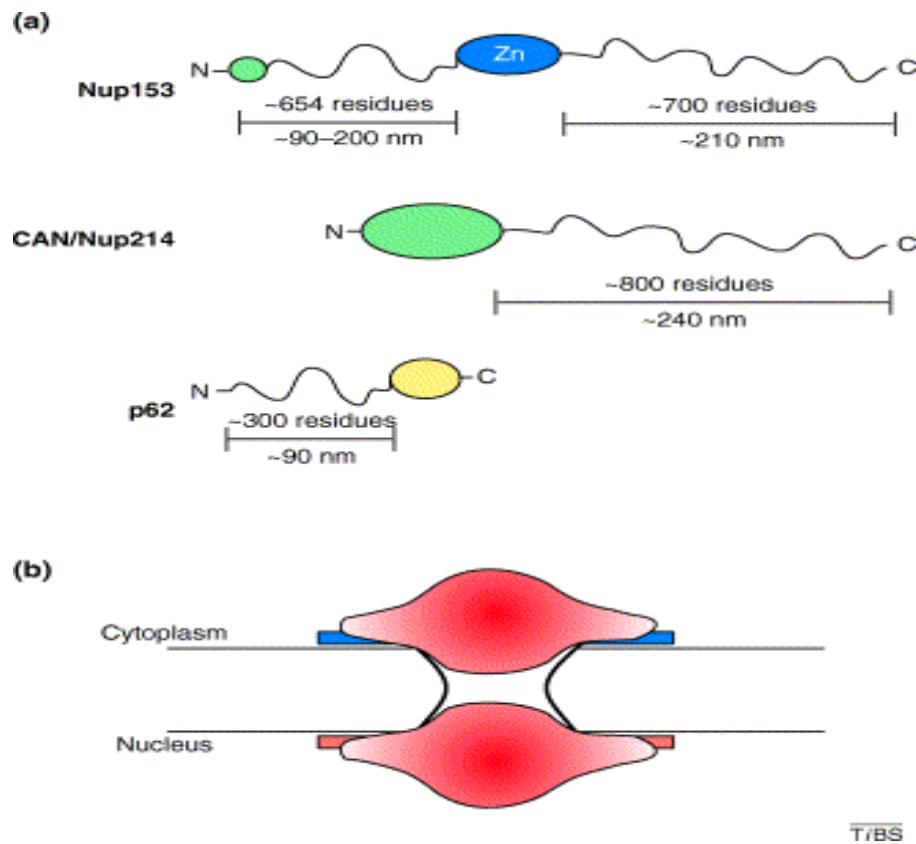 (a)
N Zn C
Nup153
~654 residues ~700 residues
~90–200 nm ~210 nm
CAN/Nup214 N C
~800 residues
~240 nm
N C
p62
~300 residues
~90 nm
(b)
Cytoplasm
Nucleus
TiBS